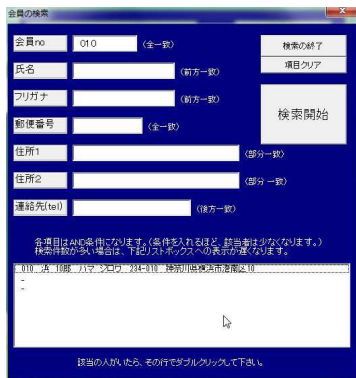 会員の検索
会員no 010 (全一致) 検索の終了
氏名 (前方一致) 項目クリア
フリガナ (前方一致) 検索開始
郵便番号 (全一致)
住所1 (部分一致)
住所2 (部分一致)
連絡先(tel) (後方一致)
各項目はAND条件になります。(条件を入れるほど、該当者は少なくなります。)
検索件数が多い場合は、下記リストボックスへの表示が遅くなります。
010 浜 10郎 ハマ ジロウ 234-010 神奈川県横浜市港南区10
-
-
該当の人がいたら、その行でダブルクリックして下さい。